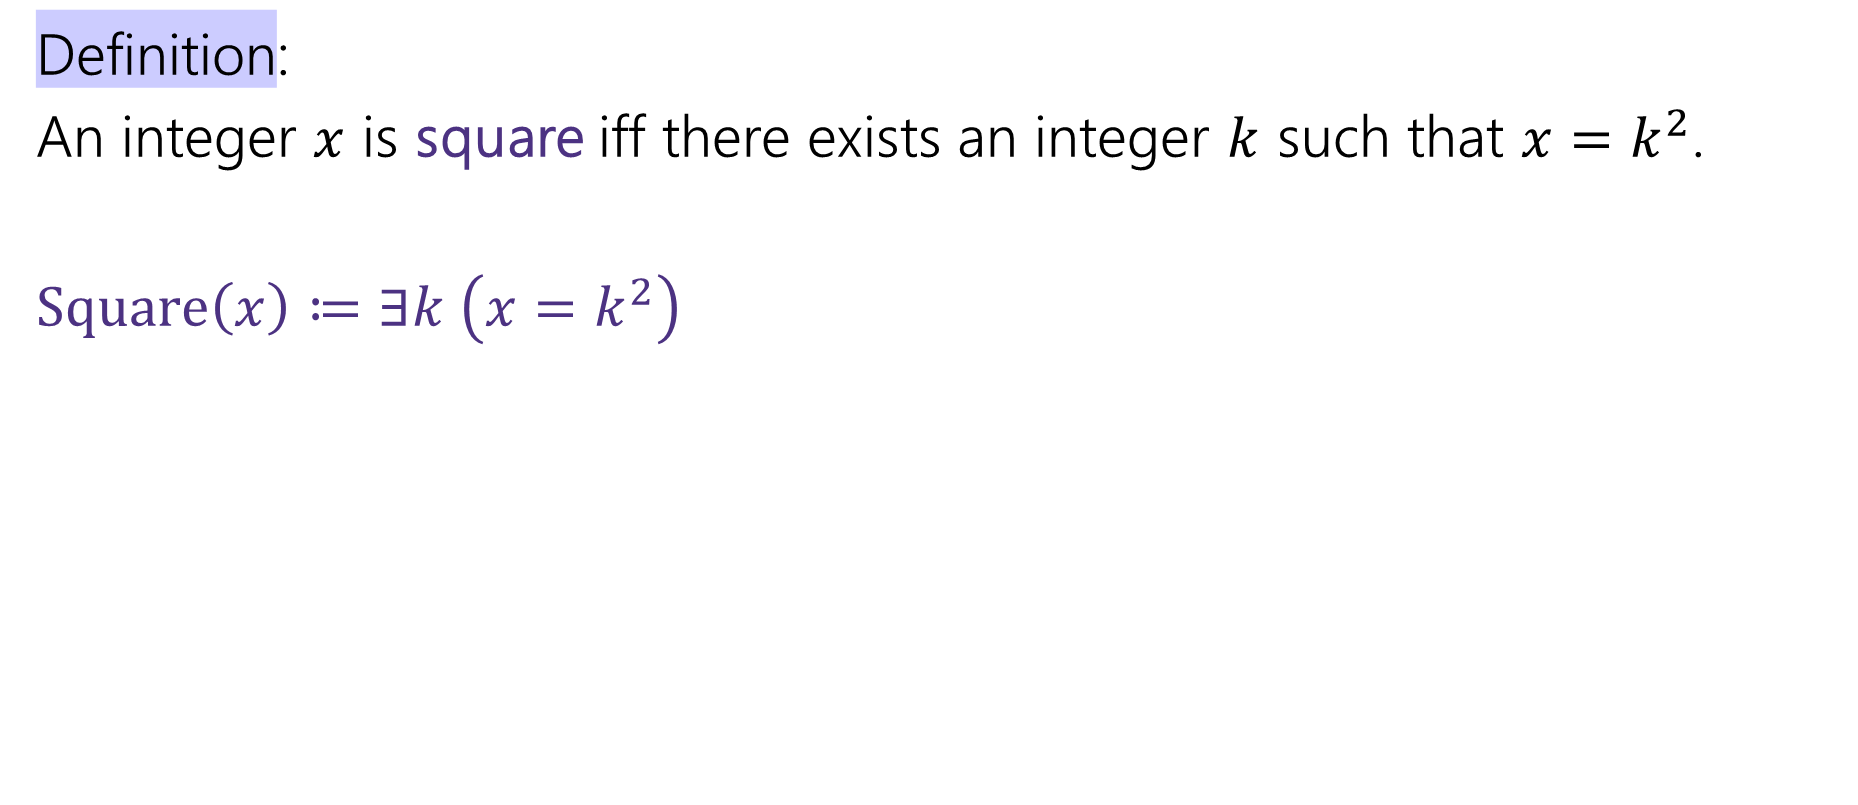 Definition:
An integer 𝑥 is square iff there exists an integer 𝑘 such that 𝑥 = 𝑘².
Square(𝑥) ≔ ∃𝑘 (𝑥 = 𝑘²)